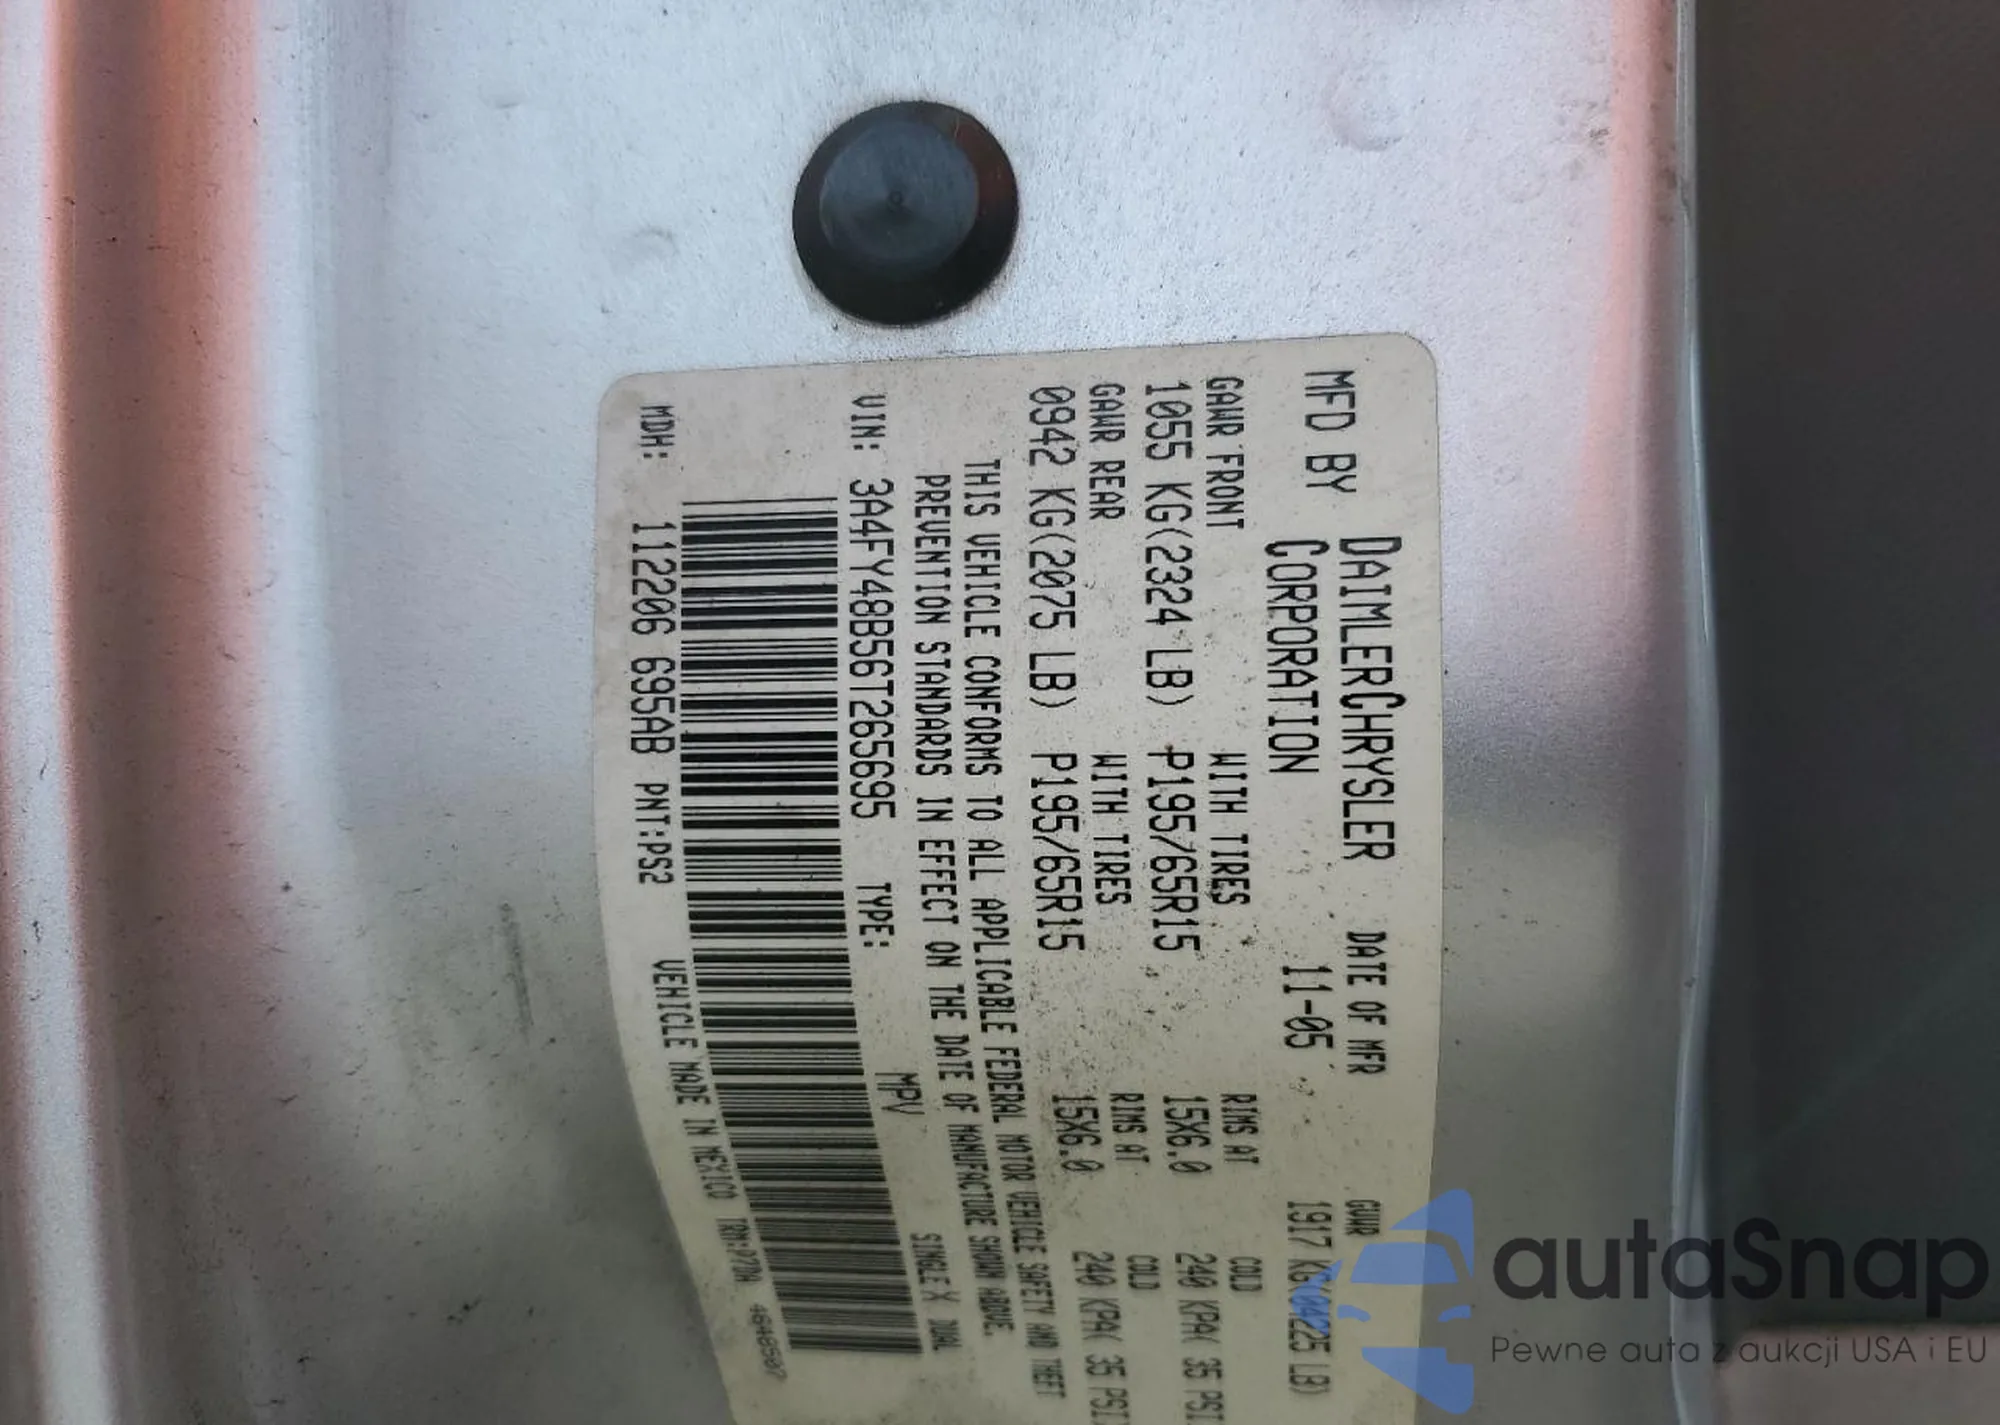 MFD BY DAIMLERCHRYSLER DATE OF MFR GVWR
CORPORATION 11-05 1917 KG(04225 LB)
GAWR FRONT WITH TIRES RIMS AT COLD
1055 KG(2324 LB) P195/65R15 15X6.0 240 KPA( 35 PSI
GAWR REAR WITH TIRES RIMS AT COLD
0942 KG(2075 LB) P195/65R15 15X6.0 240 KPA( 35 PSI
THIS VEHICLE CONFORMS TO ALL APPLICABLE FEDERAL MOTOR VEHICLE SAFETY AND THEFT
PREVENTION STANDARDS IN EFFECT ON THE DATE OF MANUFACTURE SHOWN ABOVE.
VIN: 3A4FY48B56T265695 TYPE: MPV SINGLE X DUAL
MDH: 112206 695AB PNT:PS2 VEHICLE MADE IN MEXICO
autaSnap
Pewne auta z aukcji USA i EU